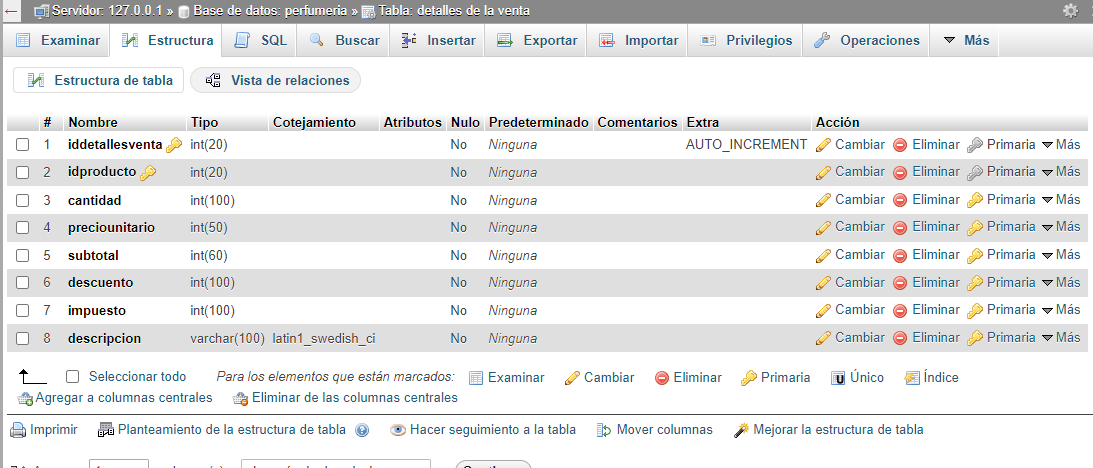 Servidor: 127.0.0.1 » Base de datos: perfumeria » Tabla: detalles de la venta
Examinar Estructura SQL Buscar Insertar Exportar Importar Privilegios Operaciones Más
Estructura de tabla Vista de relaciones
# Nombre Tipo Cotejamiento Atributos Nulo Predeterminado Comentarios Extra Acción
1 iddetallesventa int(20) No Ninguna AUTO_INCREMENT Cambiar Eliminar Primaria Más
2 idproducto int(20) No Ninguna Cambiar Eliminar Primaria Más
3 cantidad int(100) No Ninguna Cambiar Eliminar Primaria Más
4 preciounitario int(50) No Ninguna Cambiar Eliminar Primaria Más
5 subtotal int(60) No Ninguna Cambiar Eliminar Primaria Más
6 descuento int(100) No Ninguna Cambiar Eliminar Primaria Más
7 impuesto int(100) No Ninguna Cambiar Eliminar Primaria Más
8 descripcion varchar(100) latin1_swedish_ci No Ninguna Cambiar Eliminar Primaria Más
Seleccionar todo Para los elementos que están marcados: Examinar Cambiar Eliminar Primaria Único Índice
Agregar a columnas centrales Eliminar de las columnas centrales
Imprimir Planteamiento de la estructura de tabla Hacer seguimiento a la tabla Mover columnas Mejorar la estructura de tabla